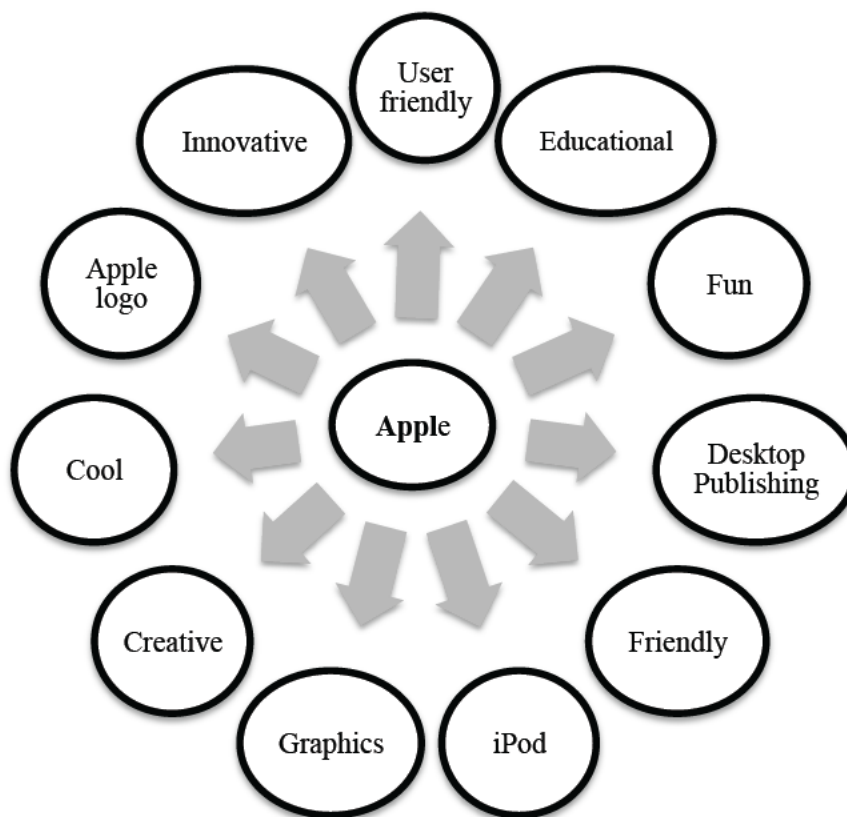 User
friendly
Educational
Fun
Desktop
Publishing
Friendly
iPod
Graphics
Creative
Cool
Apple
logo
Innovative
Apple